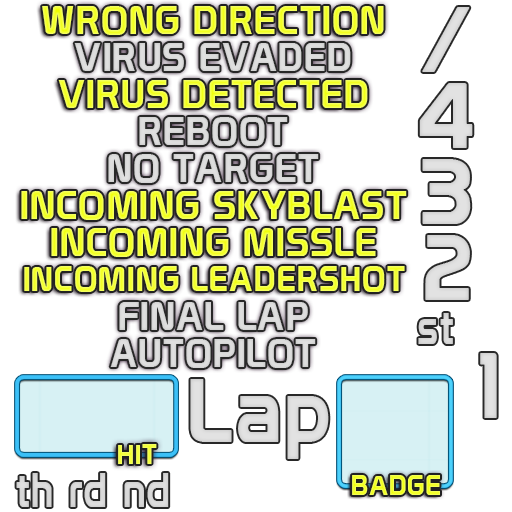 WRONG DIRECTION
VIRUS EVADED
VIRUS DETECTED
REBOOT
NO TARGET
INCOMING SKYBLAST
INCOMING MISSLE
INCOMING LEADERSHOT
FINAL LAP
AUTOPILOT
/
4
3
2
st
1
Lap
HIT
BADGE
th rd nd